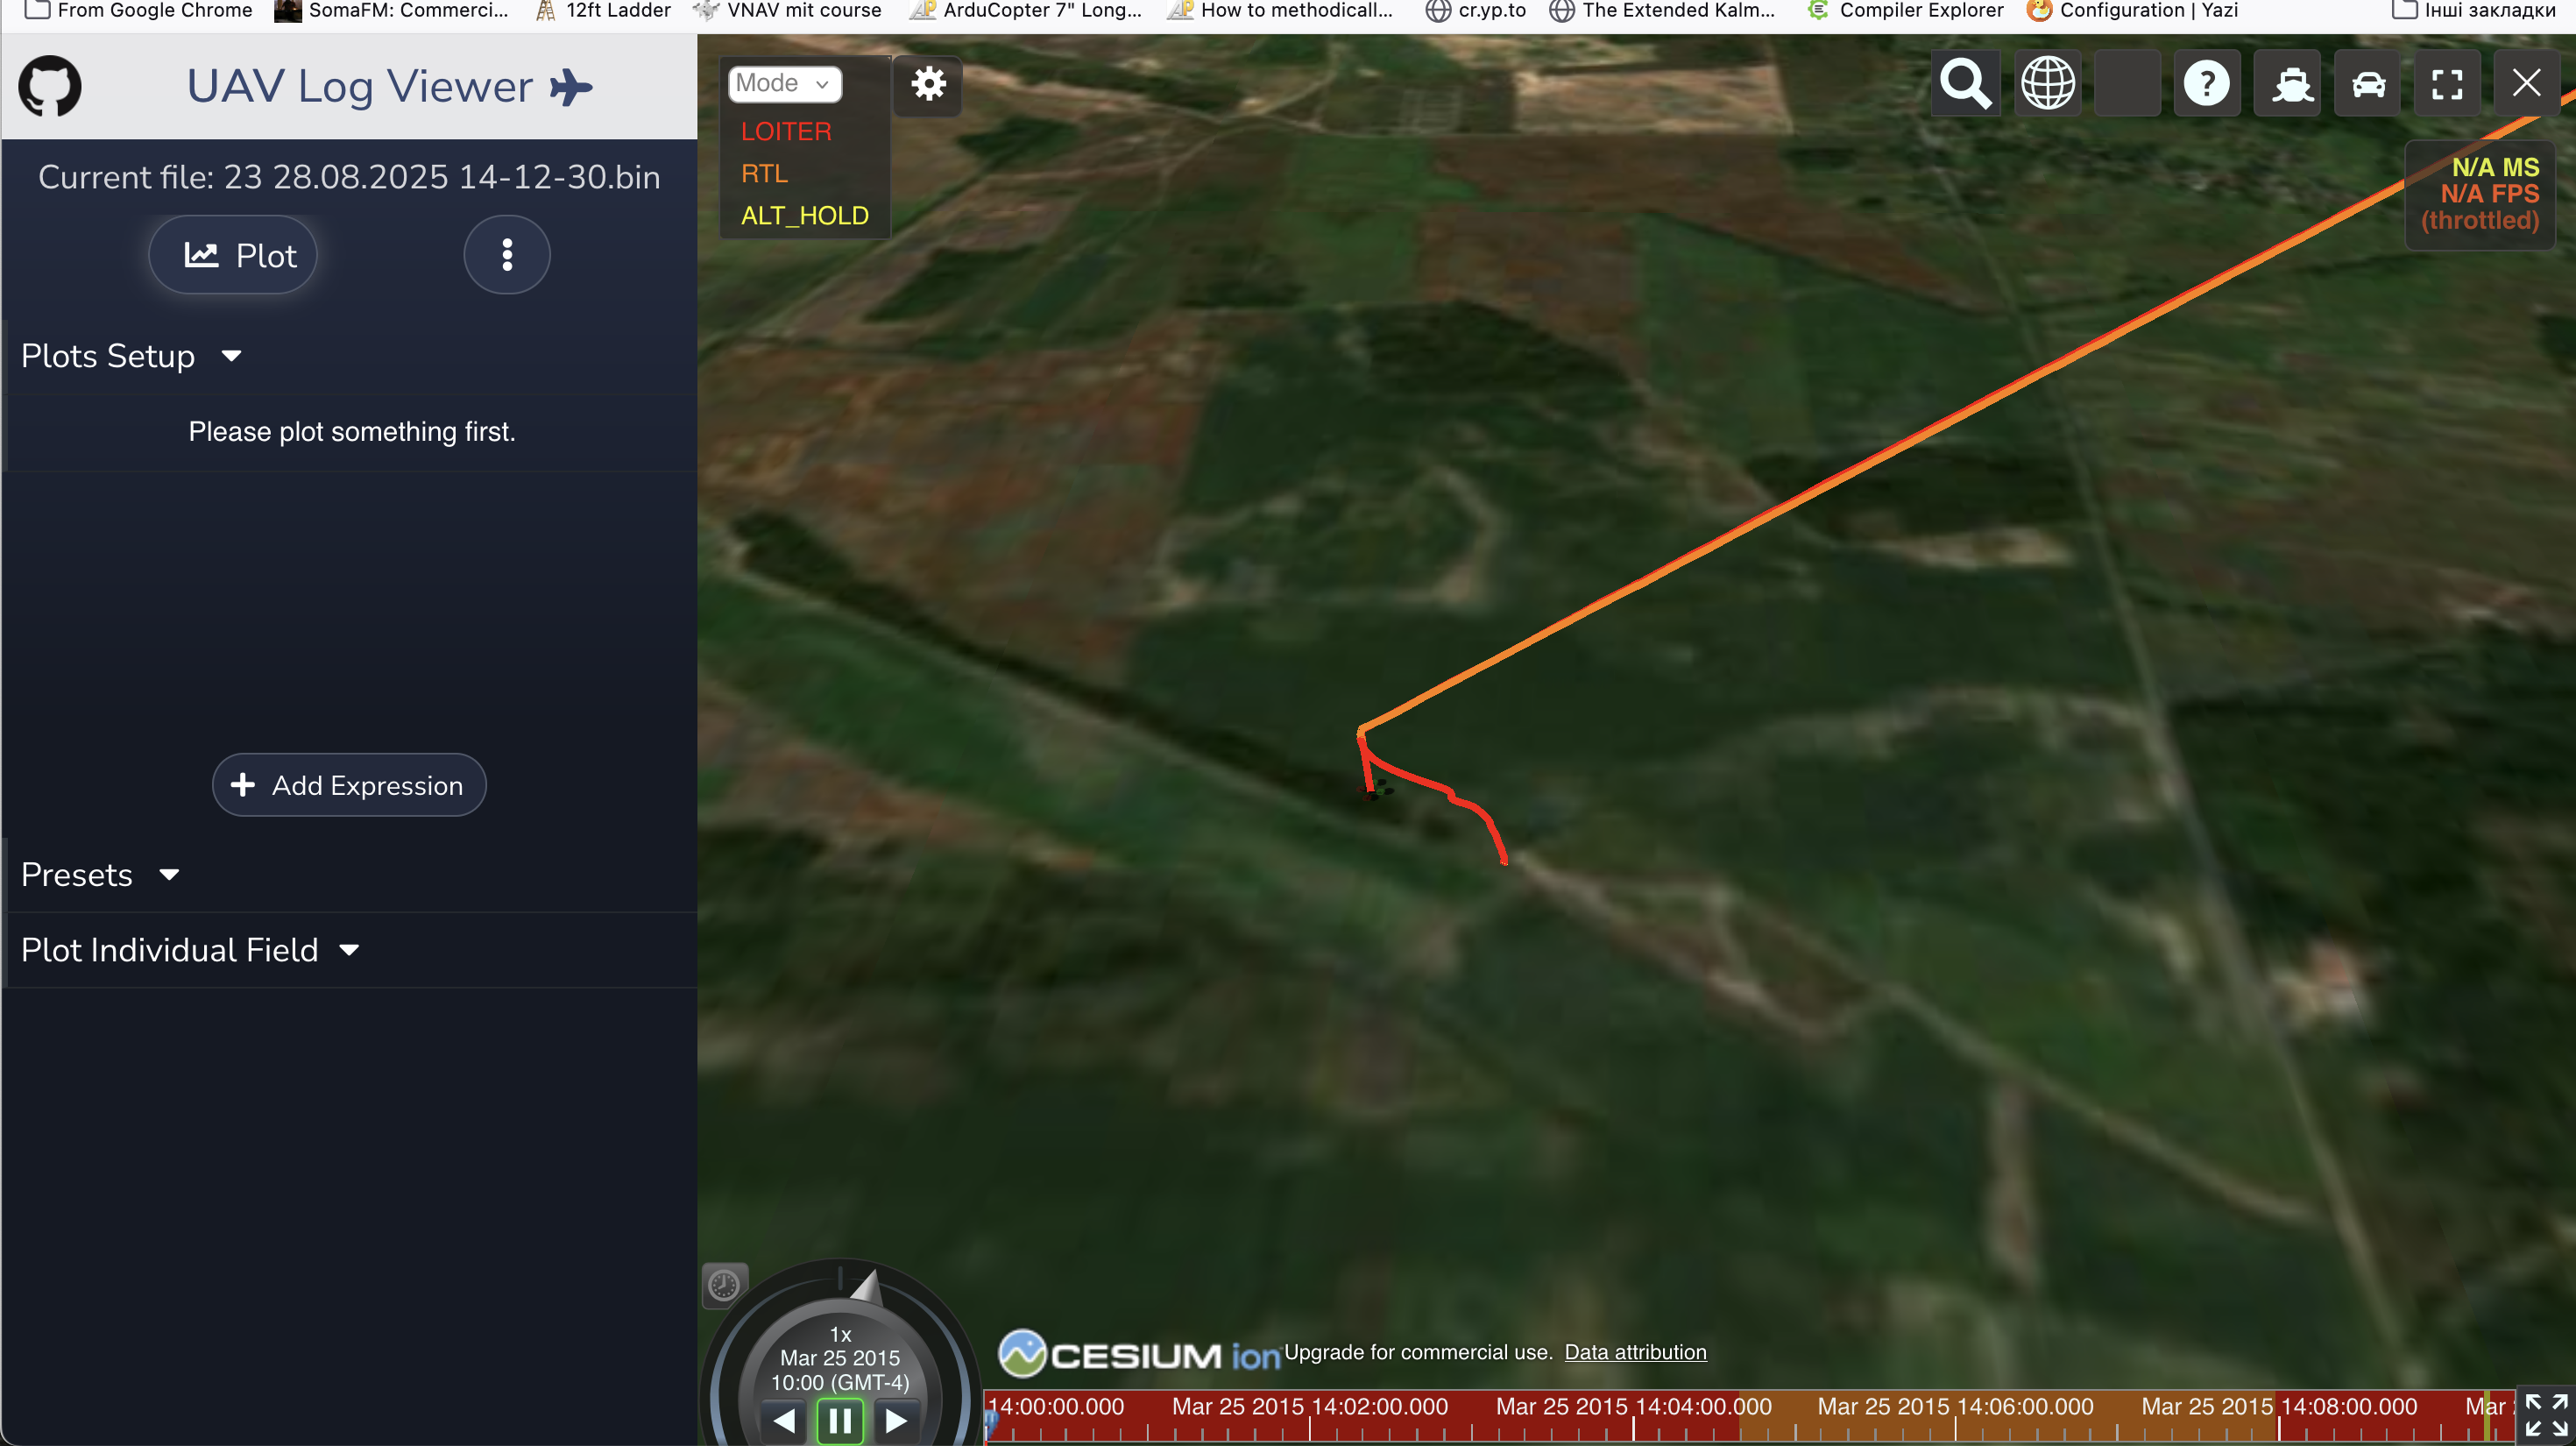 From Google Chrome SomaFM: Commerci... 12ft Ladder VNAV mit course ArduCopter 7" Long... How to methodicall... cr.yp.to The Extended Kalm... Compiler Explorer Configuration | Yazi Інші закладки
UAV Log Viewer
Current file: 23 28.08.2025 14-12-30.bin
Plot
Plots Setup
Please plot something first.
Add Expression
Presets
Plot Individual Field
Mode
LOITER
RTL
ALT_HOLD
N/A MS
N/A FPS
(throttled)
1x
Mar 25 2015
10:00 (GMT-4)
CESIUM ion Upgrade for commercial use. Data attribution
14:00:00.000 Mar 25 2015 14:02:00.000 Mar 25 2015 14:04:00.000 Mar 25 2015 14:06:00.000 Mar 25 2015 14:08:00.000 Mar